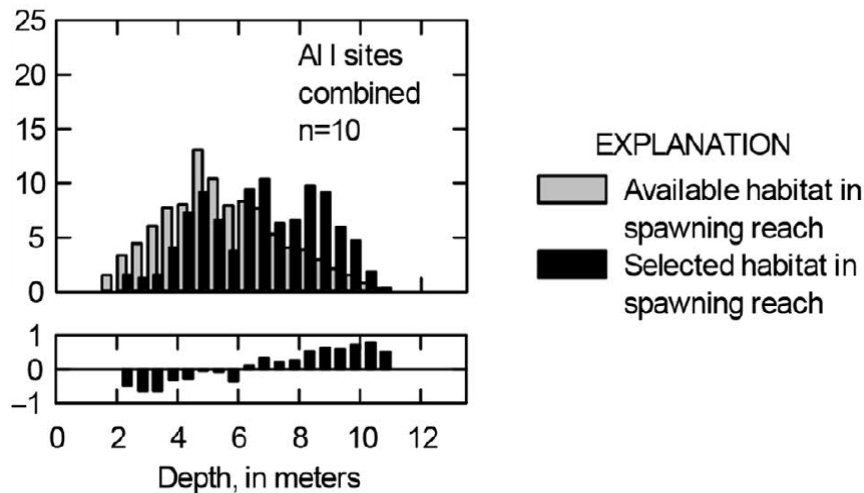 25
20
15
10
5
0
Al l sites
combined
n=10
EXPLANATION
Available habitat in
spawning reach
Selected habitat in
spawning reach
1
0
–1
0 2 4 6 8 10 12
Depth, in meters